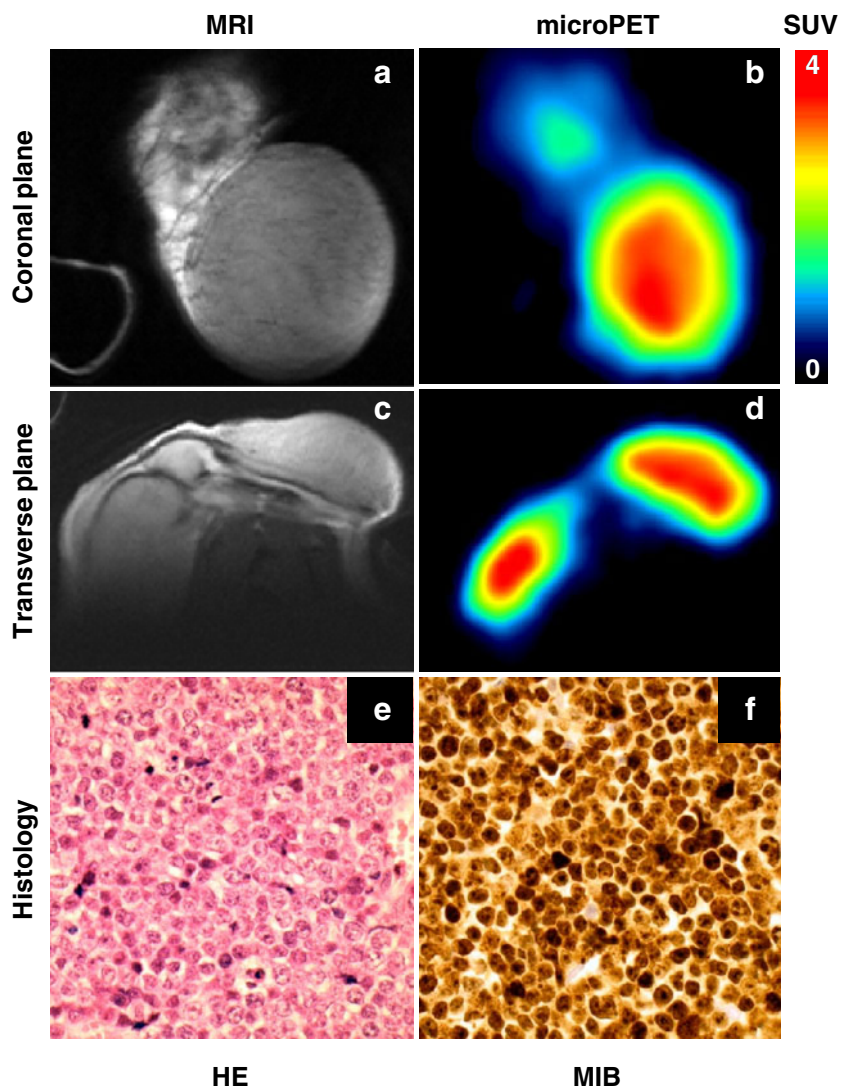 MRI
microPET
SUV
Coronal plane
a
b
4
0
Transverse plane
c
d
Histology
e
f
HE
MIB